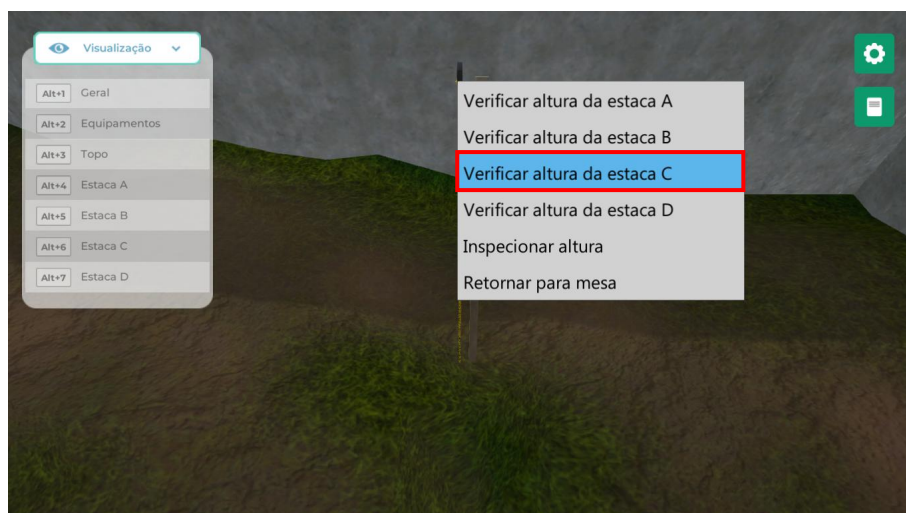 Visualização
Alt+1 Geral
Alt+2 Equipamentos
Alt+3 Topo
Alt+4 Estaca A
Alt+5 Estaca B
Alt+6 Estaca C
Alt+7 Estaca D
Verificar altura da estaca A
Verificar altura da estaca B
Verificar altura da estaca C
Verificar altura da estaca D
Inspecionar altura
Retornar para mesa